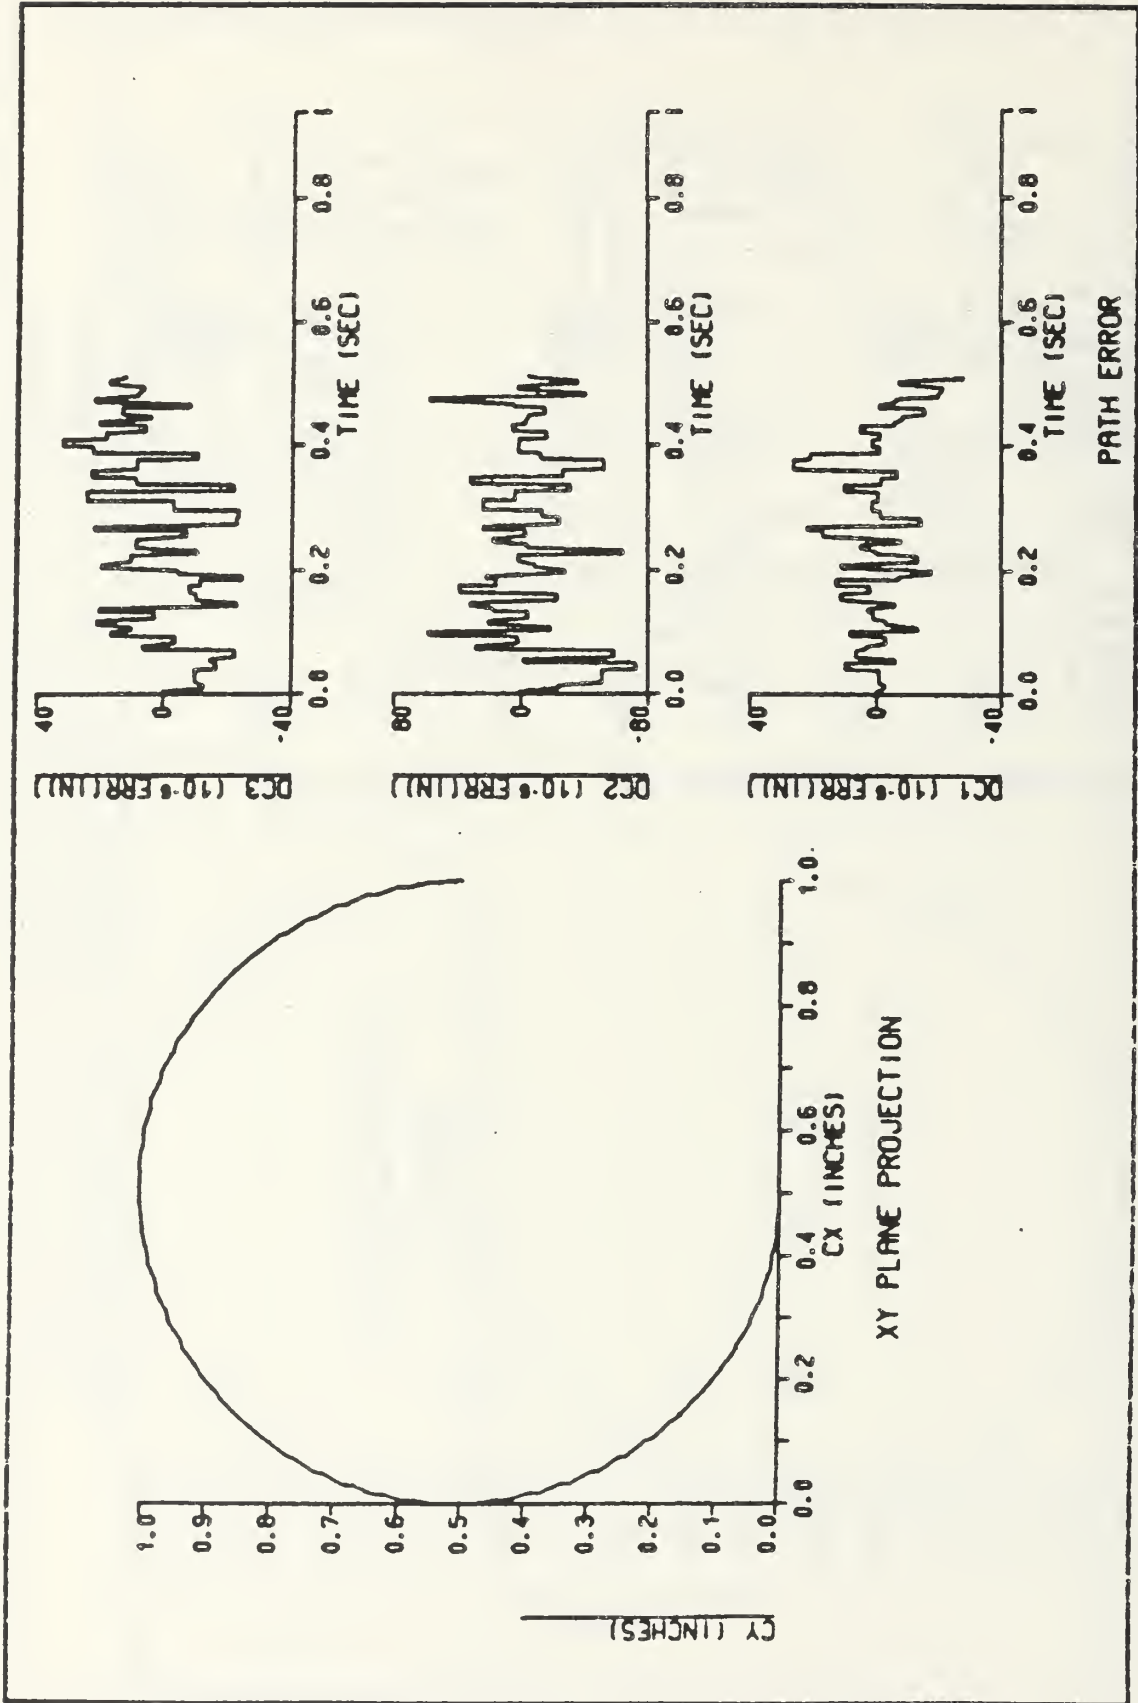 1.0
0.9
0.8
0.7
0.6
0.5
0.4
0.3
0.2
0.1
0.0
CY (INCHES)
0.0 0.2 0.4 0.6 0.8 1.0
CX (INCHES)
XY PLANE PROJECTION
40
0
-40
DC3 (10 ERR(IN)
0.0 0.2 0.4 0.6 0.8 1
TIME (SEC)
80
0
-80
DC2 (10 ERR(IN)
0.0 0.2 0.4 0.6 0.8 1
TIME (SEC)
40
0
-40
DC1 (10 ERR(IN)
0.0 0.2 0.4 0.6 0.8 1
TIME (SEC)
PATH ERROR